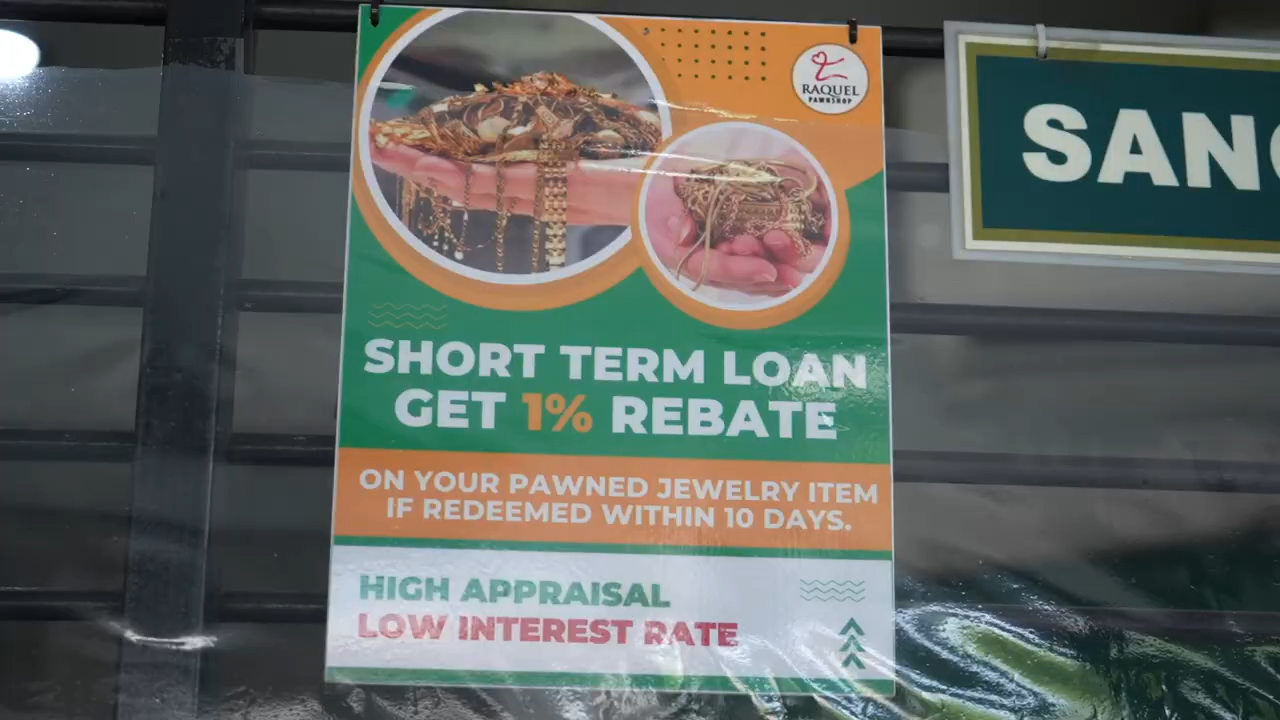 RAQUEL
PAWNSHOP
SHORT TERM LOAN
GET 1% REBATE
ON YOUR PAWNED JEWELRY ITEM
IF REDEEMED WITHIN 10 DAYS.
HIGH APPRAISAL
LOW INTEREST RATE